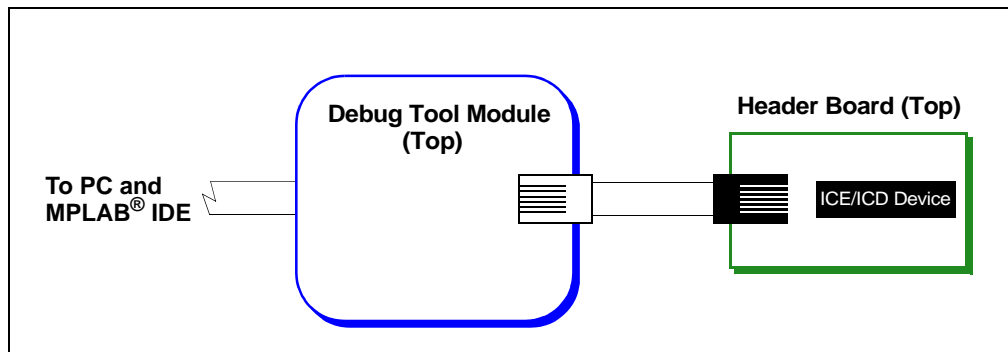 Debug Tool Module
(Top)
Header Board (Top)
To PC and
MPLAB® IDE
ICE/ICD Device